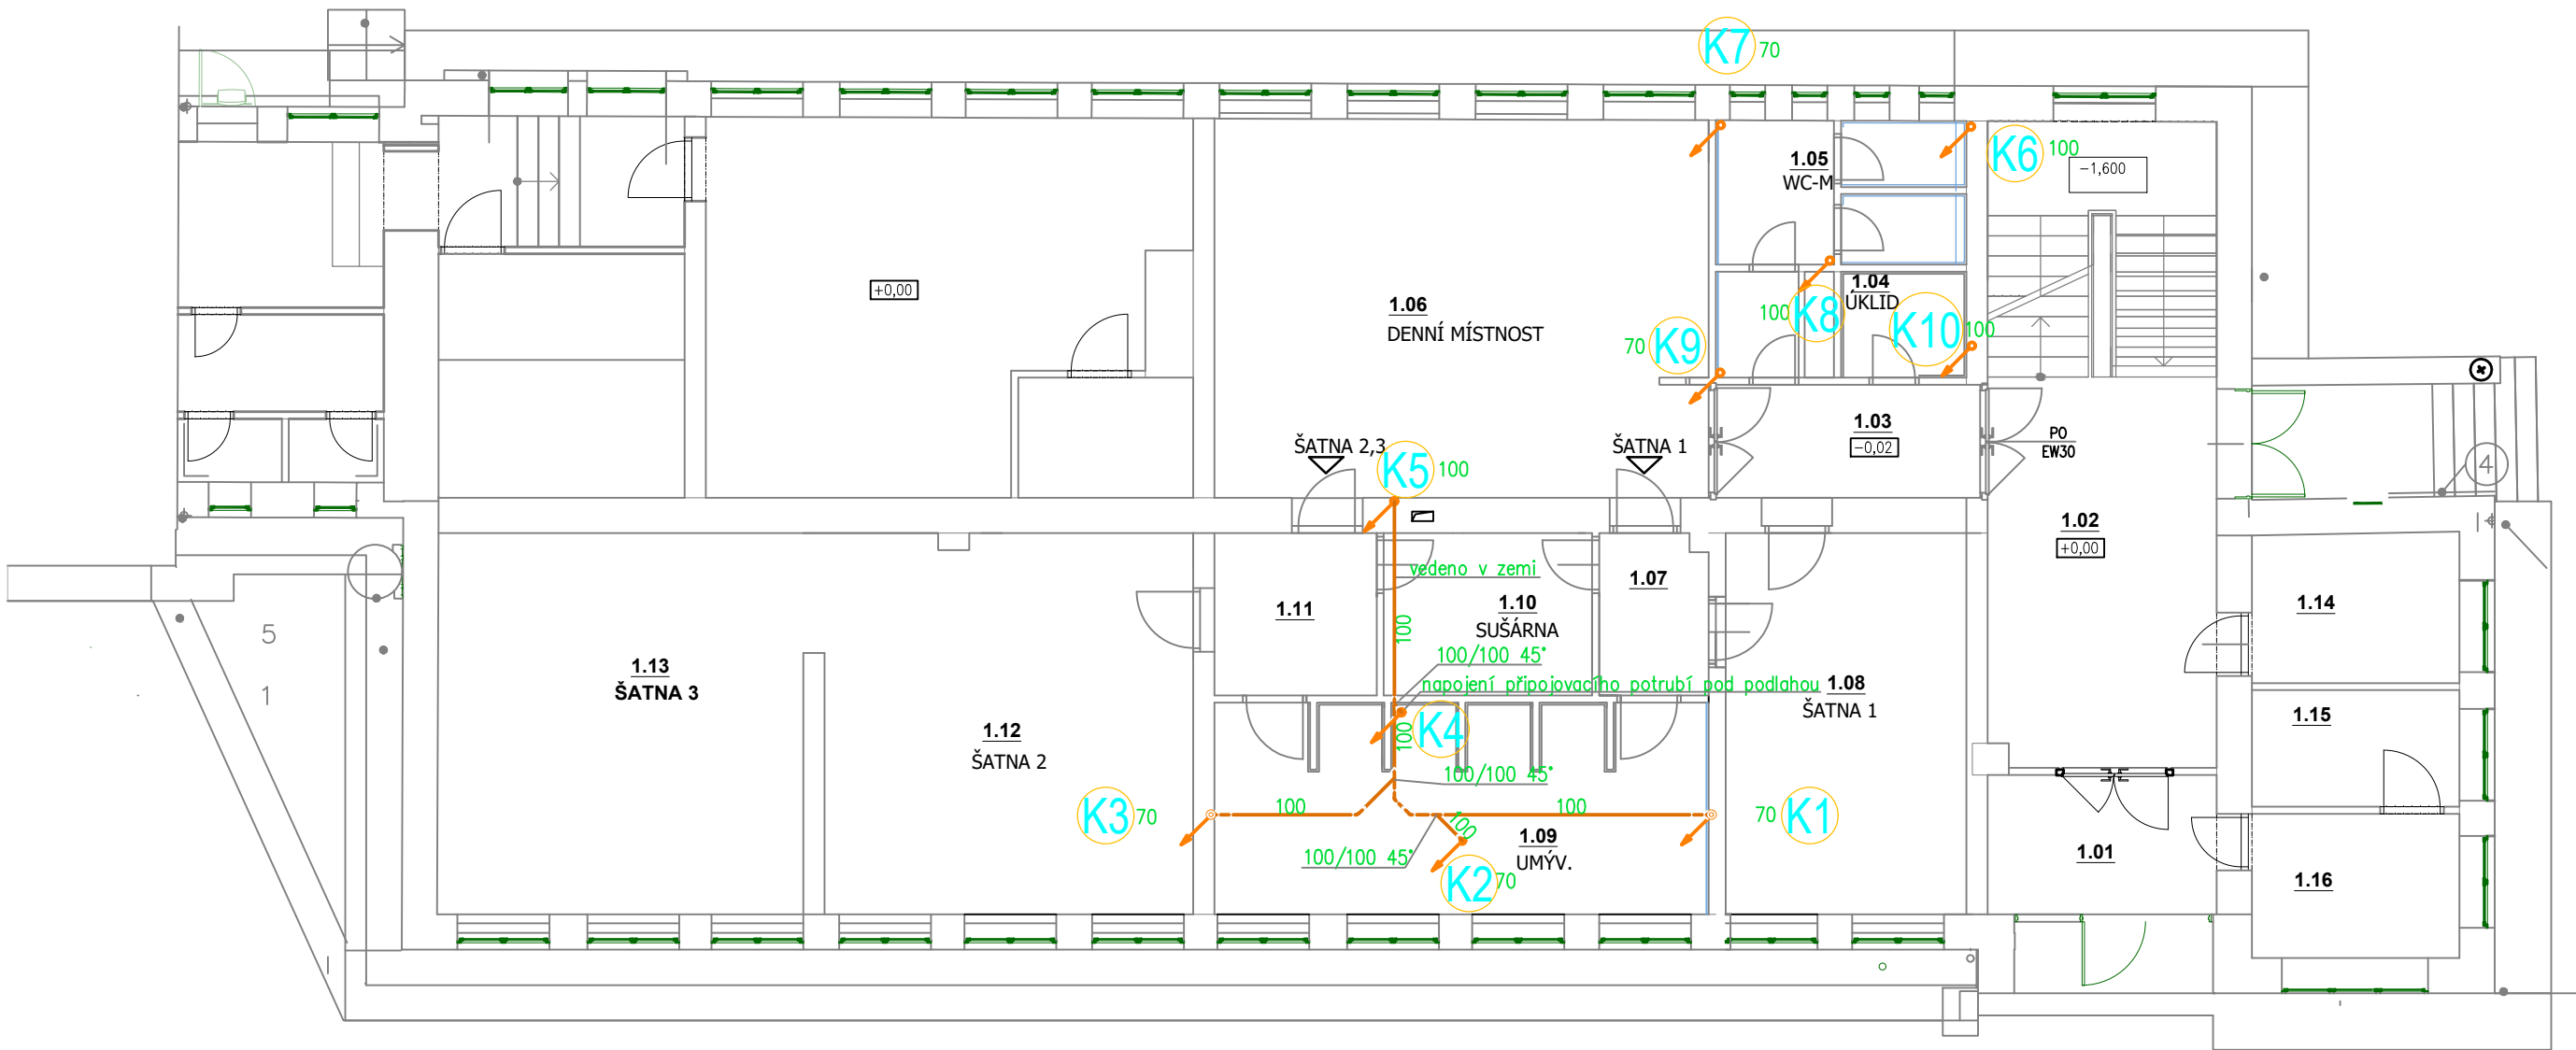 K7 70
K6 100
-1,600
1.05
WC-M
+0,00
1.06
DENNÍ MÍSTNOST
1.04
ÚKLID
100 K8
K10 100
70 K9
1.03
-0,02
PO
EW30
ŠATNA 2,3
ŠATNA 1
K5 100
4
1.02
+0,00
vedeno v zemi
1.07
1.11
1.10
SUŠÁRNA
1.14
5
1
100
100/100 45°
napojení připojovacího potrubí pod podlahou
1.13
ŠATNA 3
1.08
ŠATNA 1
1.12
ŠATNA 2
100
K4
1.15
100/100 45°
K3 70
100
100
70 K1
100
1.09
UMÝV.
100/100 45°
K2 70
1.01
1.16